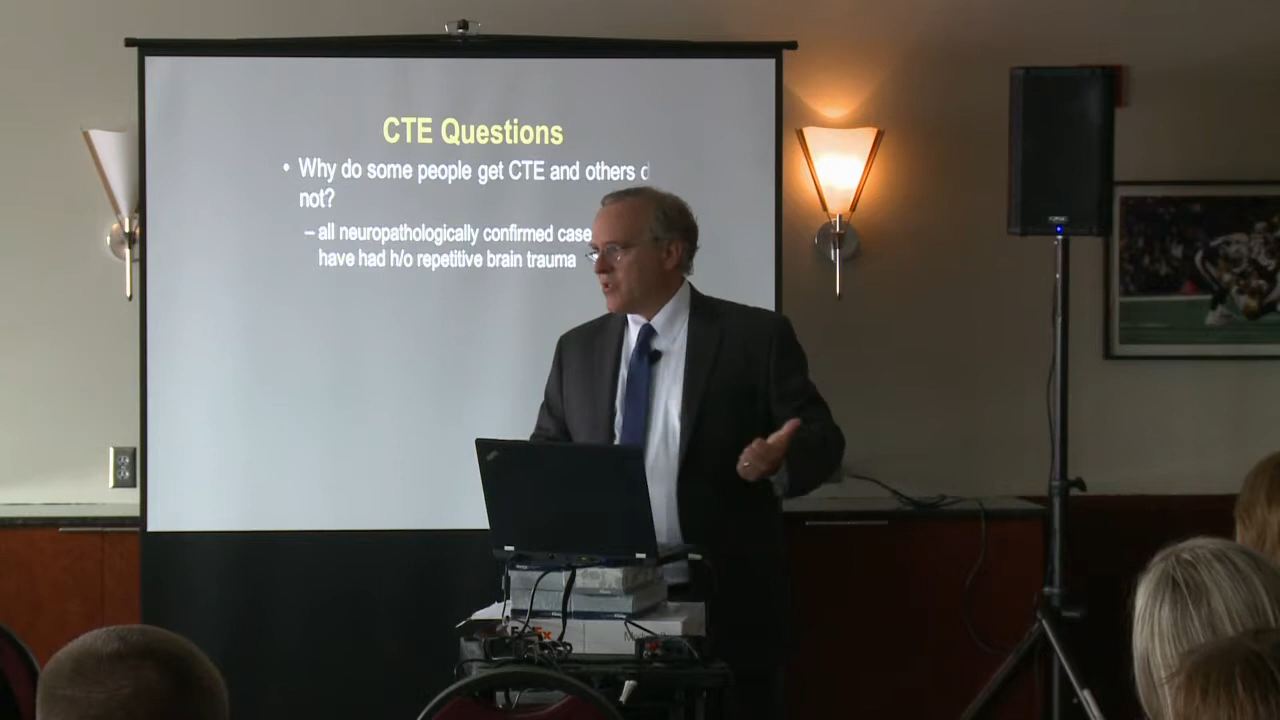 CTE Questions
• Why do some people get CTE and others
not?
– all neuropathologically confirmed case
have had h/o repetitive brain trauma